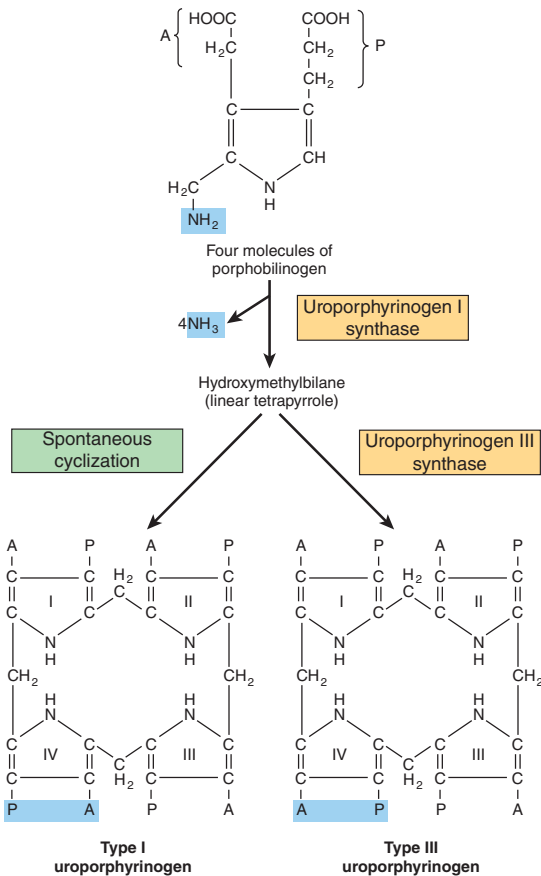 HOOC COOH
A H₂C CH₂ P
CH₂
C C
C CH
H₂C N
H
NH₂
Four molecules of
porphobilinogen
4NH₃
Uroporphyrinogen I
synthase
Hydroxymethylbilane
(linear tetrapyrrole)
Spontaneous
cyclization
Uroporphyrinogen III
synthase
A P A P
H₂
C C C C C
I II
C C C C
N N
H H
CH₂ CH₂
H H
N N
C C C C
IV III
C C C C C
H₂
P A P A
Type I
uroporphyrinogen
A P A P
H₂
C C C C C
I II
C C C C
N N
H H
CH₂ CH₂
H H
N N
C C C C
IV III
C C C C C
H₂
A P P A
Type III
uroporphyrinogen